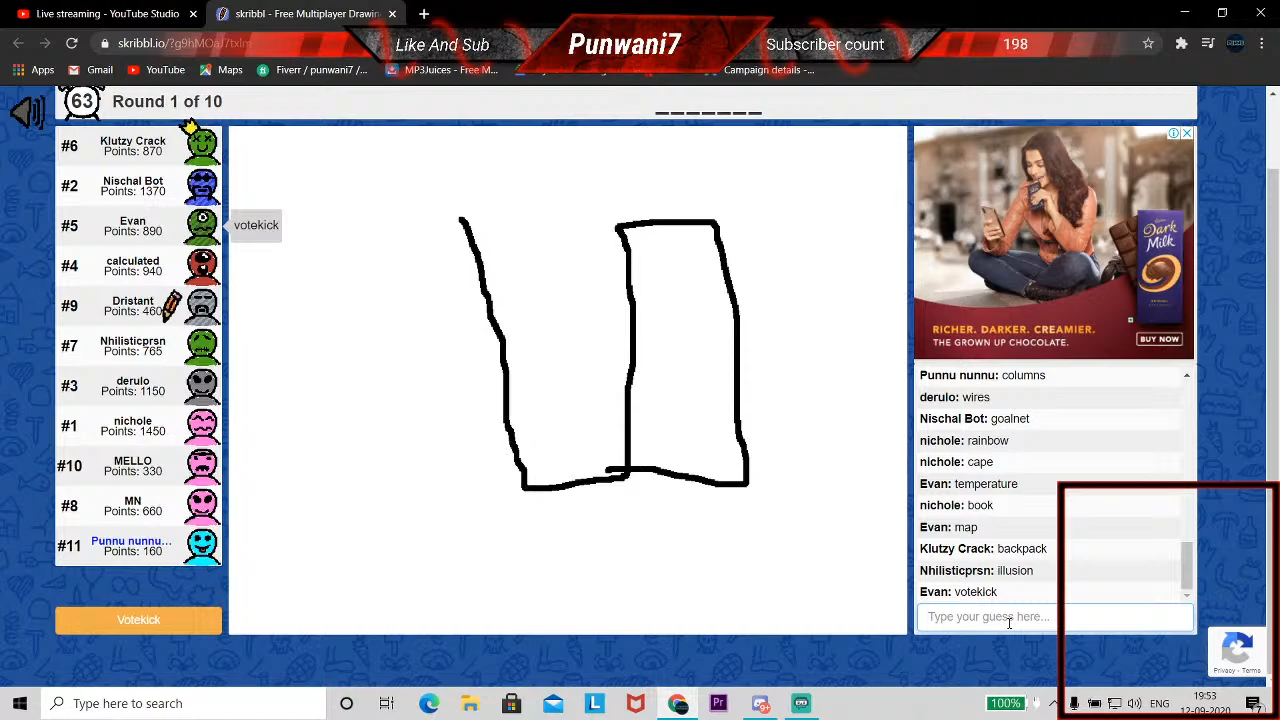 Live streaming - YouTube Studio
skribbl - Free Multiplayer Drawin
skribbl.io/?g9hMOaJ7txlm
Like And Sub
Punwani7
Subscriber count
198
Apps
Gmail
YouTube
Maps
Fiverr / punwani7 /...
MP3Juices - Free M...
Campaign details -...
63
Round 1 of 10
#6
Klutzy Crack
Points: 870
#2
Nischal Bot
Points: 1370
#5
Evan
Points: 890
votekick
#4
calculated
Points: 940
#9
Dristant
Points: 460
#7
Nhilisticprsn
Points: 765
#3
derulo
Points: 1150
#1
nichole
Points: 1450
#10
MELLO
Points: 330
#8
MN
Points: 660
#11
Punnu nunnu...
Points: 160
Votekick
Dark
Milk
RICHER. DARKER. CREAMIER.
THE GROWN UP CHOCOLATE.
BUY NOW
Punnu nunnu: columns
derulo: wires
Nischal Bot: goalnet
nichole: rainbow
nichole: cape
Evan: temperature
nichole: book
Evan: map
Klutzy Crack: backpack
Nhilisticprsn: illusion
Evan: votekick
Type your guess here...
Privacy - Terms
Type here to search
100%
ENG
19:53
12-09-2020